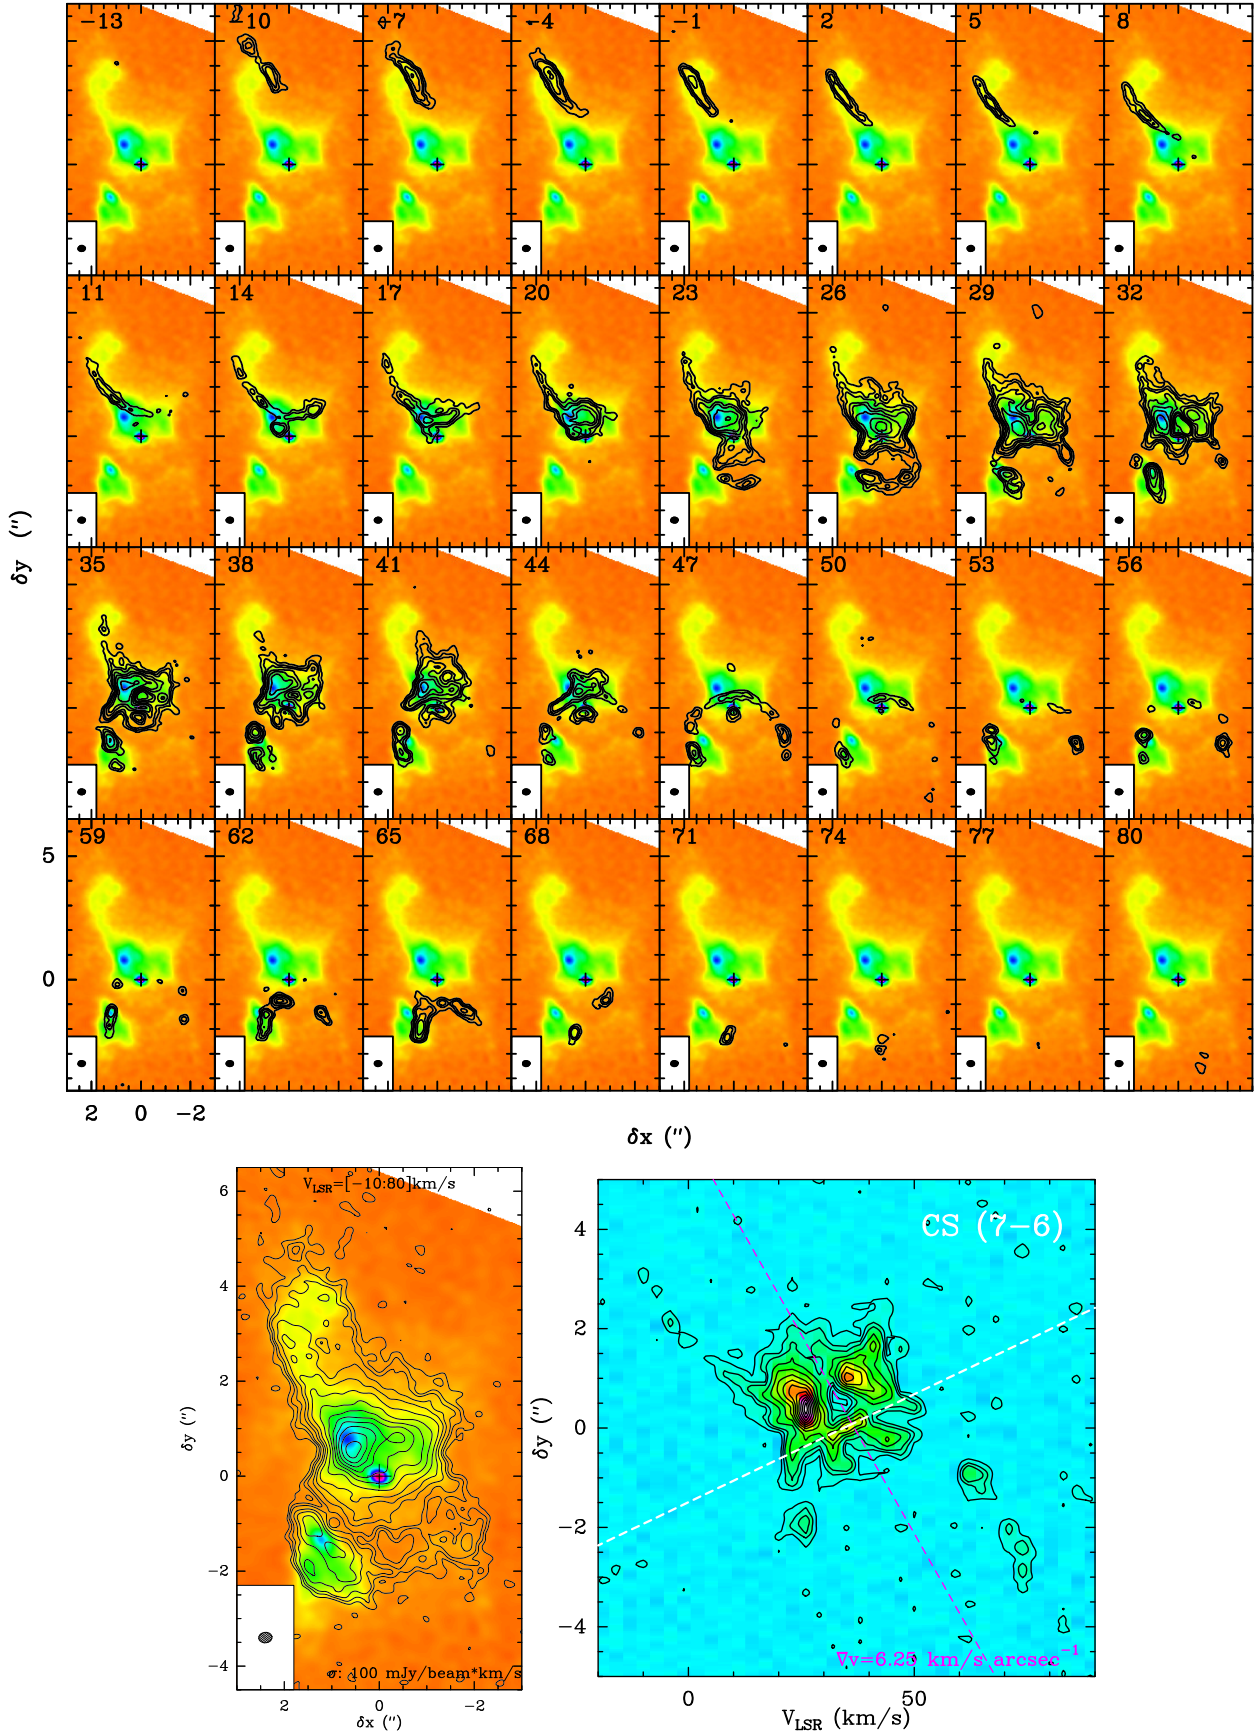 -13 -10 -7 -4 -1 2 5 8
11 14 17 20 23 26 29 32
δy (″)
35 38 41 44 47 50 53 56
59 62 65 68 71 74 77 80
5
0
2 0 −2
δx (″)
V_LSR=[−10:80]km/s
6
4
2
0
−2
−4
δy (″)
σ: 100 mJy/beam*km/s
2 0 −2
δx (″)
CS (7−6)
4
2
0
−2
−4
δy (″)
∇v=6.25 km/s arcsec⁻¹
0 50
V_LSR (km/s)